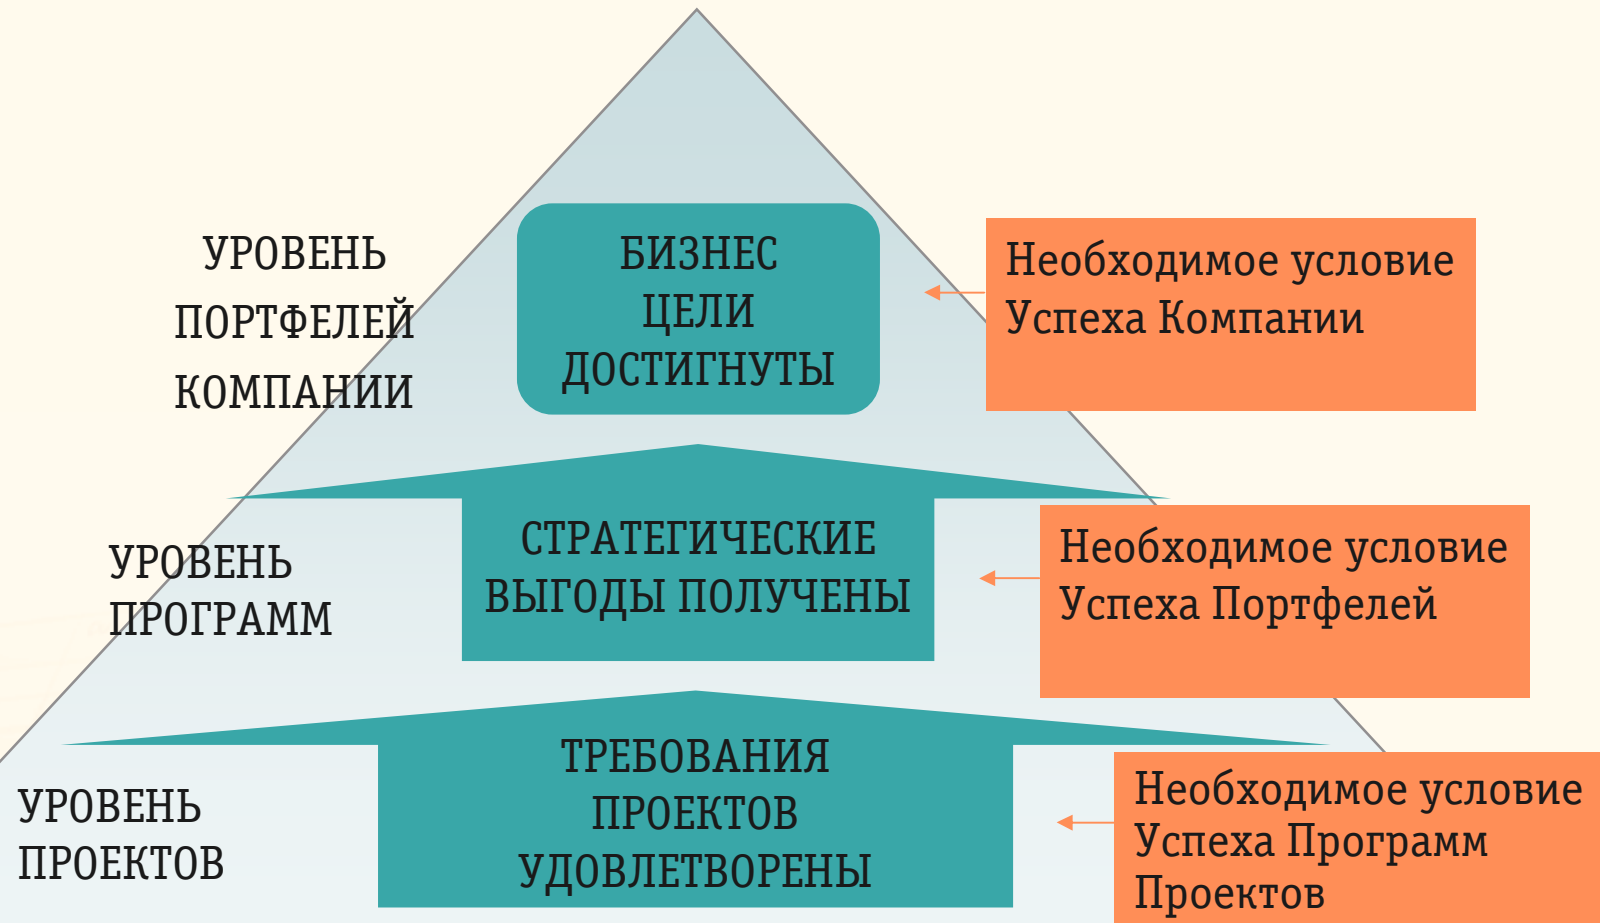 УРОВЕНЬ
ПОРТФЕЛЕЙ
КОМПАНИИ
БИЗНЕС
ЦЕЛИ
ДОСТИГНУТЫ
Необходимое условие
Успеха Компании
УРОВЕНЬ
ПРОГРАММ
СТРАТЕГИЧЕСКИЕ
ВЫГОДЫ ПОЛУЧЕНЫ
Необходимое условие
Успеха Портфелей
УРОВЕНЬ
ПРОЕКТОВ
ТРЕБОВАНИЯ
ПРОЕКТОВ
УДОВЛЕТВОРЕНЫ
Необходимое условие
Успеха Программ
Проектов